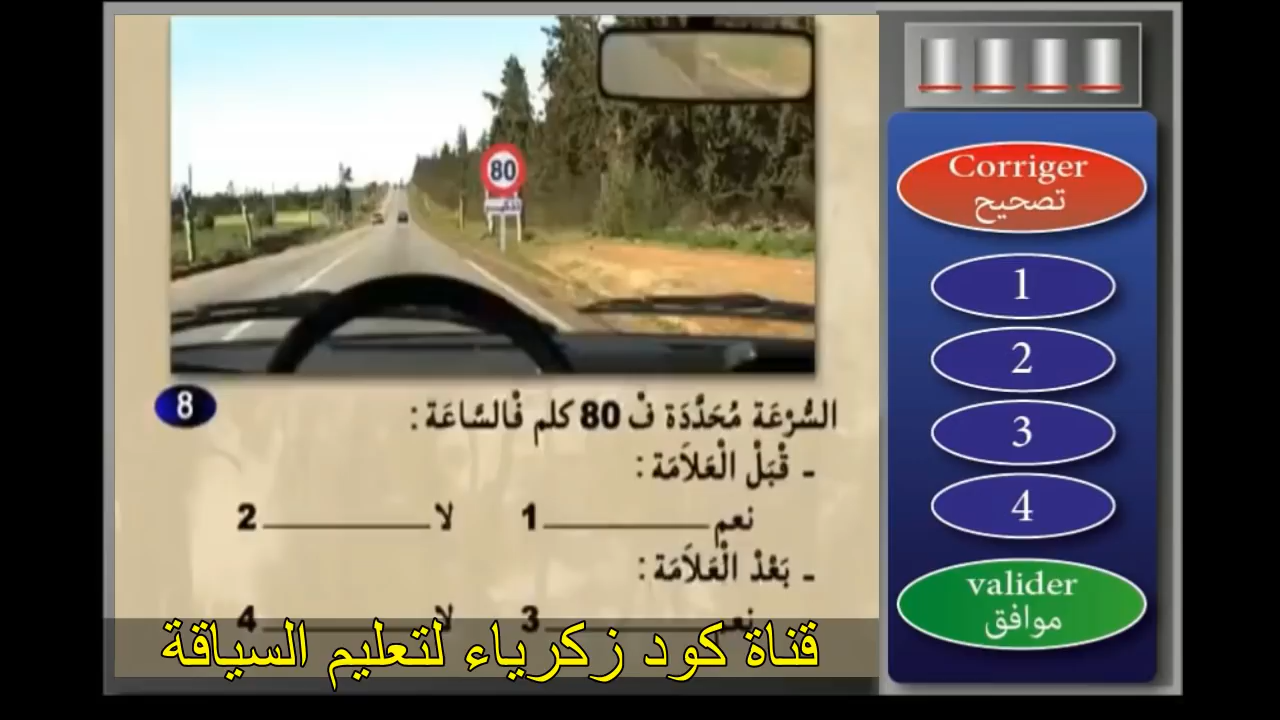 80
8
السُّرْعَة مُحَدَّدَة فْ 80 كلم فْالسَّاعَة :
- قْبَلْ الْعَلاَمَة :
نعم 1 لا 2
- بَعْدْ الْعَلاَمَة :
نعم 3 لا 4
قناة كود زكرياء لتعليم السياقة
Corriger
تصحيح
1
2
3
4
valider
موافق